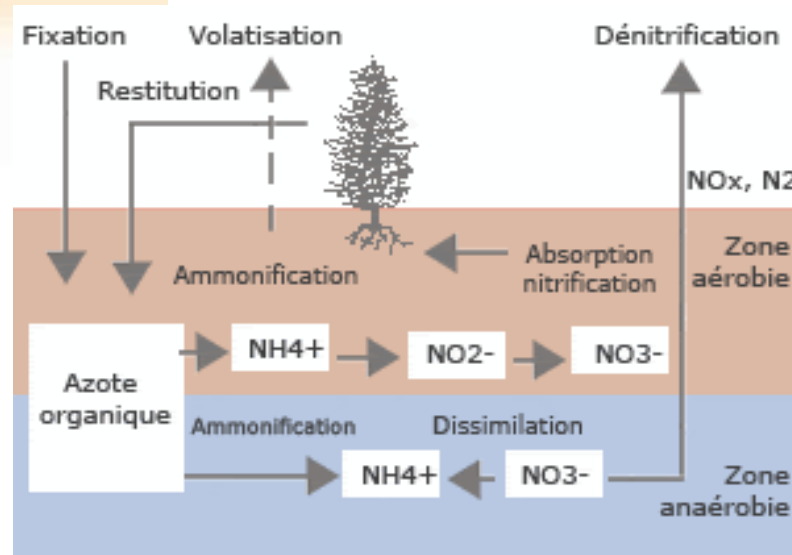 Fixation
Volatisation
Dénitrification
Restitution
NOx, N2
Ammonification
Absorption
nitrification
Zone
aérobie
NH4+
NO2-
NO3-
Azote
organique
Ammonification
Dissimilation
NH4+
NO3-
Zone
anaérobie